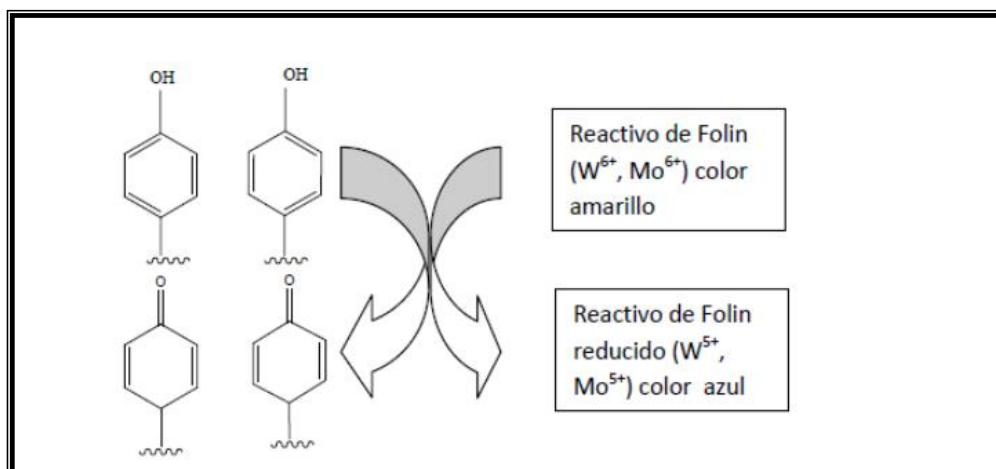 OH
OH
Reactivo de Folin
(W⁶⁺, Mo⁶⁺) color
amarillo
O
O
Reactivo de Folin
reducido (W⁵⁺,
Mo⁵⁺) color azul